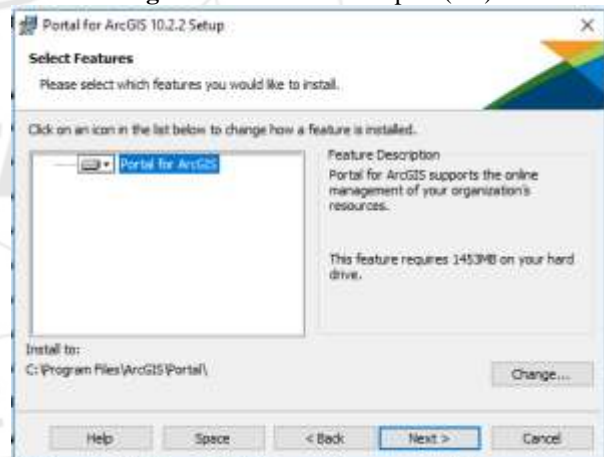 Portal for ArcGIS 10.2.2 Setup
Select Features
Please select which features you would like to install.
Click on an icon in the list below to change how a feature is installed.
Portal for ArcGIS
Feature Description
Portal for ArcGIS supports the online
management of your organization's
resources.
This feature requires 1453MB on your hard
drive.
Install to:
C:\Program Files\ArcGIS\Portal\
Change...
Help
Space
< Back
Next >
Cancel